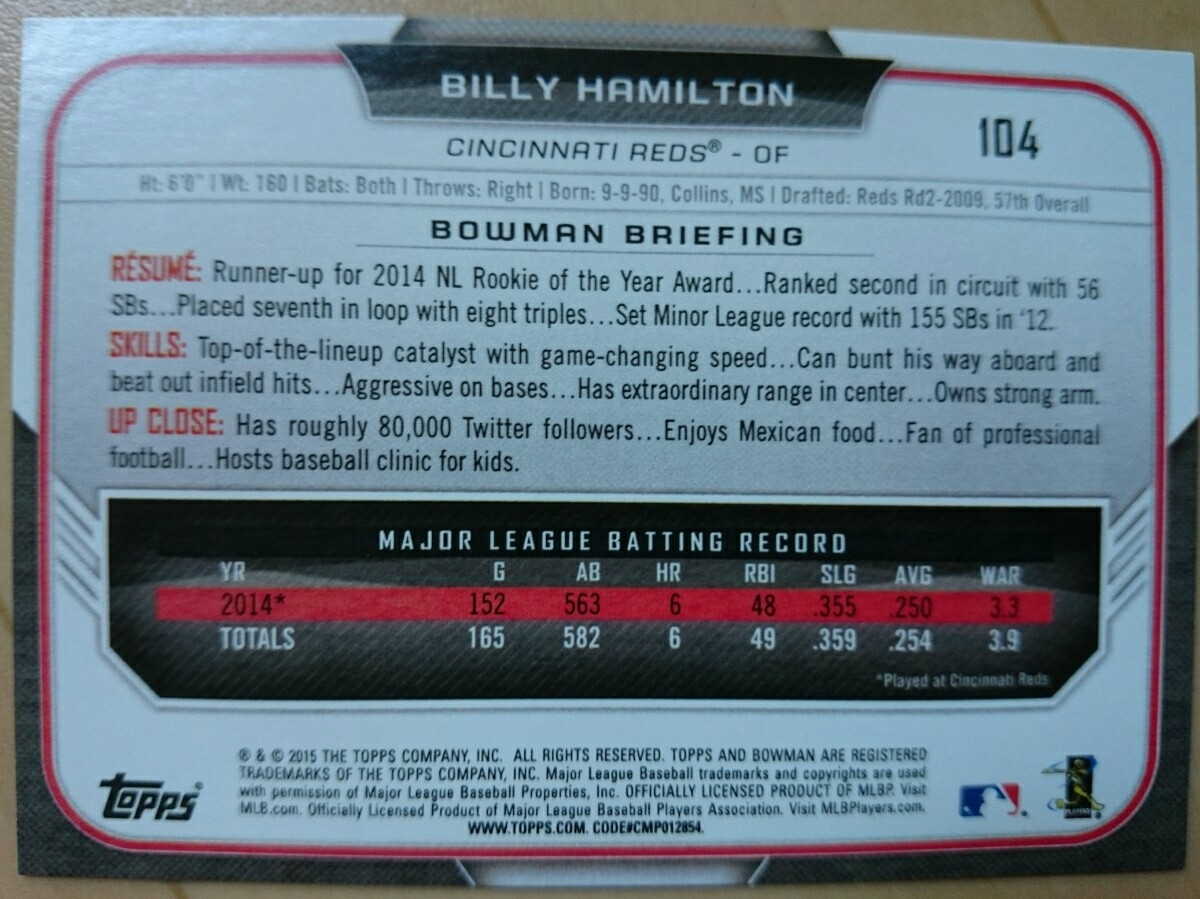 BILLY HAMILTON
104
CINCINNATI REDS® - OF
Ht: 6'0" | Wt: 160 | Bats: Both | Throws: Right | Born: 9-9-90, Collins, MS | Drafted: Reds Rd2-2009, 57th Overall
BOWMAN BRIEFING
RÉSUMÉ: Runner-up for 2014 NL Rookie of the Year Award...Ranked second in circuit with 56
SBs...Placed seventh in loop with eight triples...Set Minor League record with 155 SBs in '12.
SKILLS: Top-of-the-lineup catalyst with game-changing speed...Can bunt his way aboard and
beat out infield hits...Aggressive on bases...Has extraordinary range in center...Owns strong arm.
UP CLOSE: Has roughly 80,000 Twitter followers...Enjoys Mexican food...Fan of professional
football...Hosts baseball clinic for kids.
MAJOR LEAGUE BATTING RECORD
YR G AB HR RBI SLG AVG WAR
2014* 152 563 6 48 .355 .250 3.3
TOTALS 165 582 6 49 .359 .254 3.9
*Played at Cincinnati Reds
® & © 2015 THE TOPPS COMPANY, INC. ALL RIGHTS RESERVED. TOPPS AND BOWMAN ARE REGISTERED
TRADEMARKS OF THE TOPPS COMPANY, INC. Major League Baseball trademarks and copyrights are used
with permission of Major League Baseball Properties, Inc. OFFICIALLY LICENSED PRODUCT OF MLBP. Visit
MLB.com. Officially Licensed Product of Major League Baseball Players Association. Visit MLBPlayers.com.
WWW.TOPPS.COM. CODE#CMP012854.
Topps®